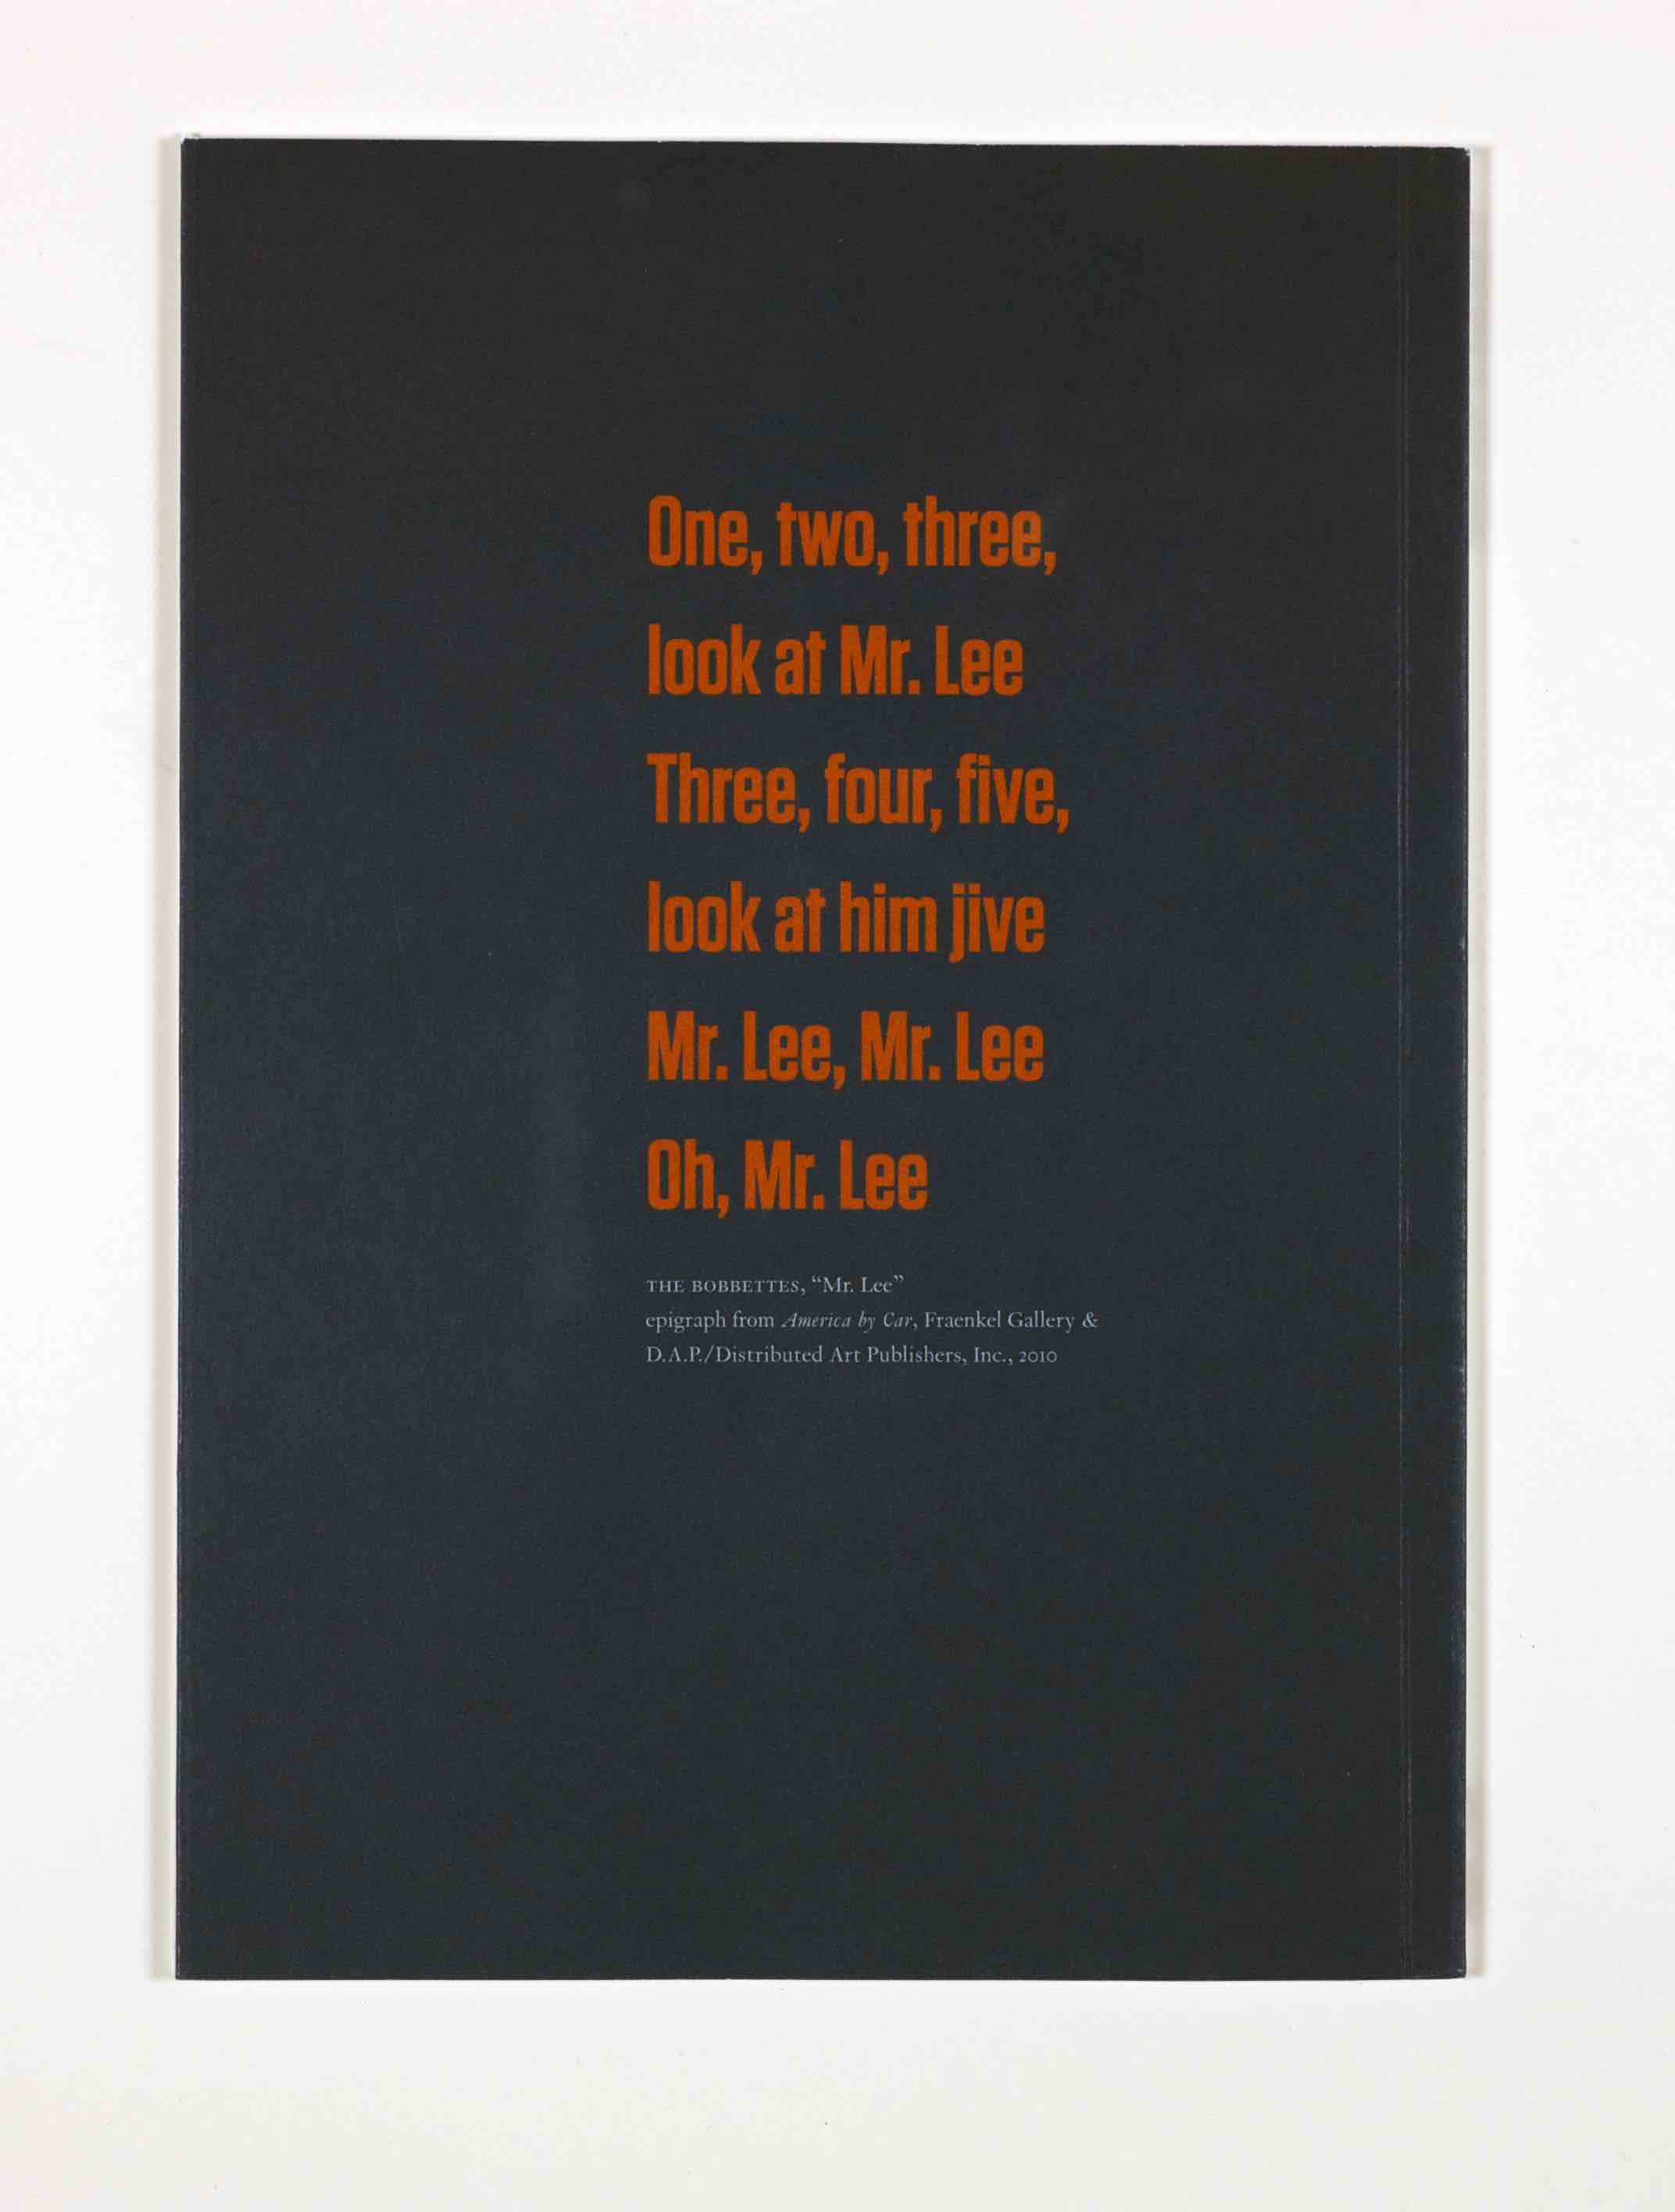 One, two, three,
look at Mr. Lee
Three, four, five,
look at him jive
Mr. Lee, Mr. Lee
Oh, Mr. Lee
THE BOBBETTES, “Mr. Lee”
epigraph from America by Car, Fraenkel Gallery &
D.A.P./Distributed Art Publishers, Inc., 2010